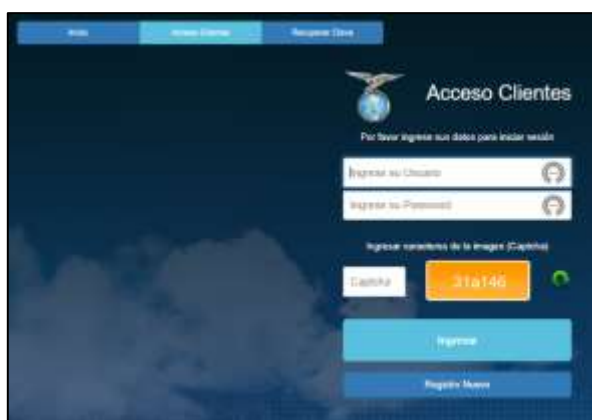 Inicio
Acceso Clientes
Recuperar Clave
Acceso Clientes
Por favor ingrese sus datos para iniciar sesión
Ingrese su Usuario
Ingrese su Password
Ingresar caracteres de la imagen (Captcha)
Captcha
31a146
Ingresar
Registro Nuevo